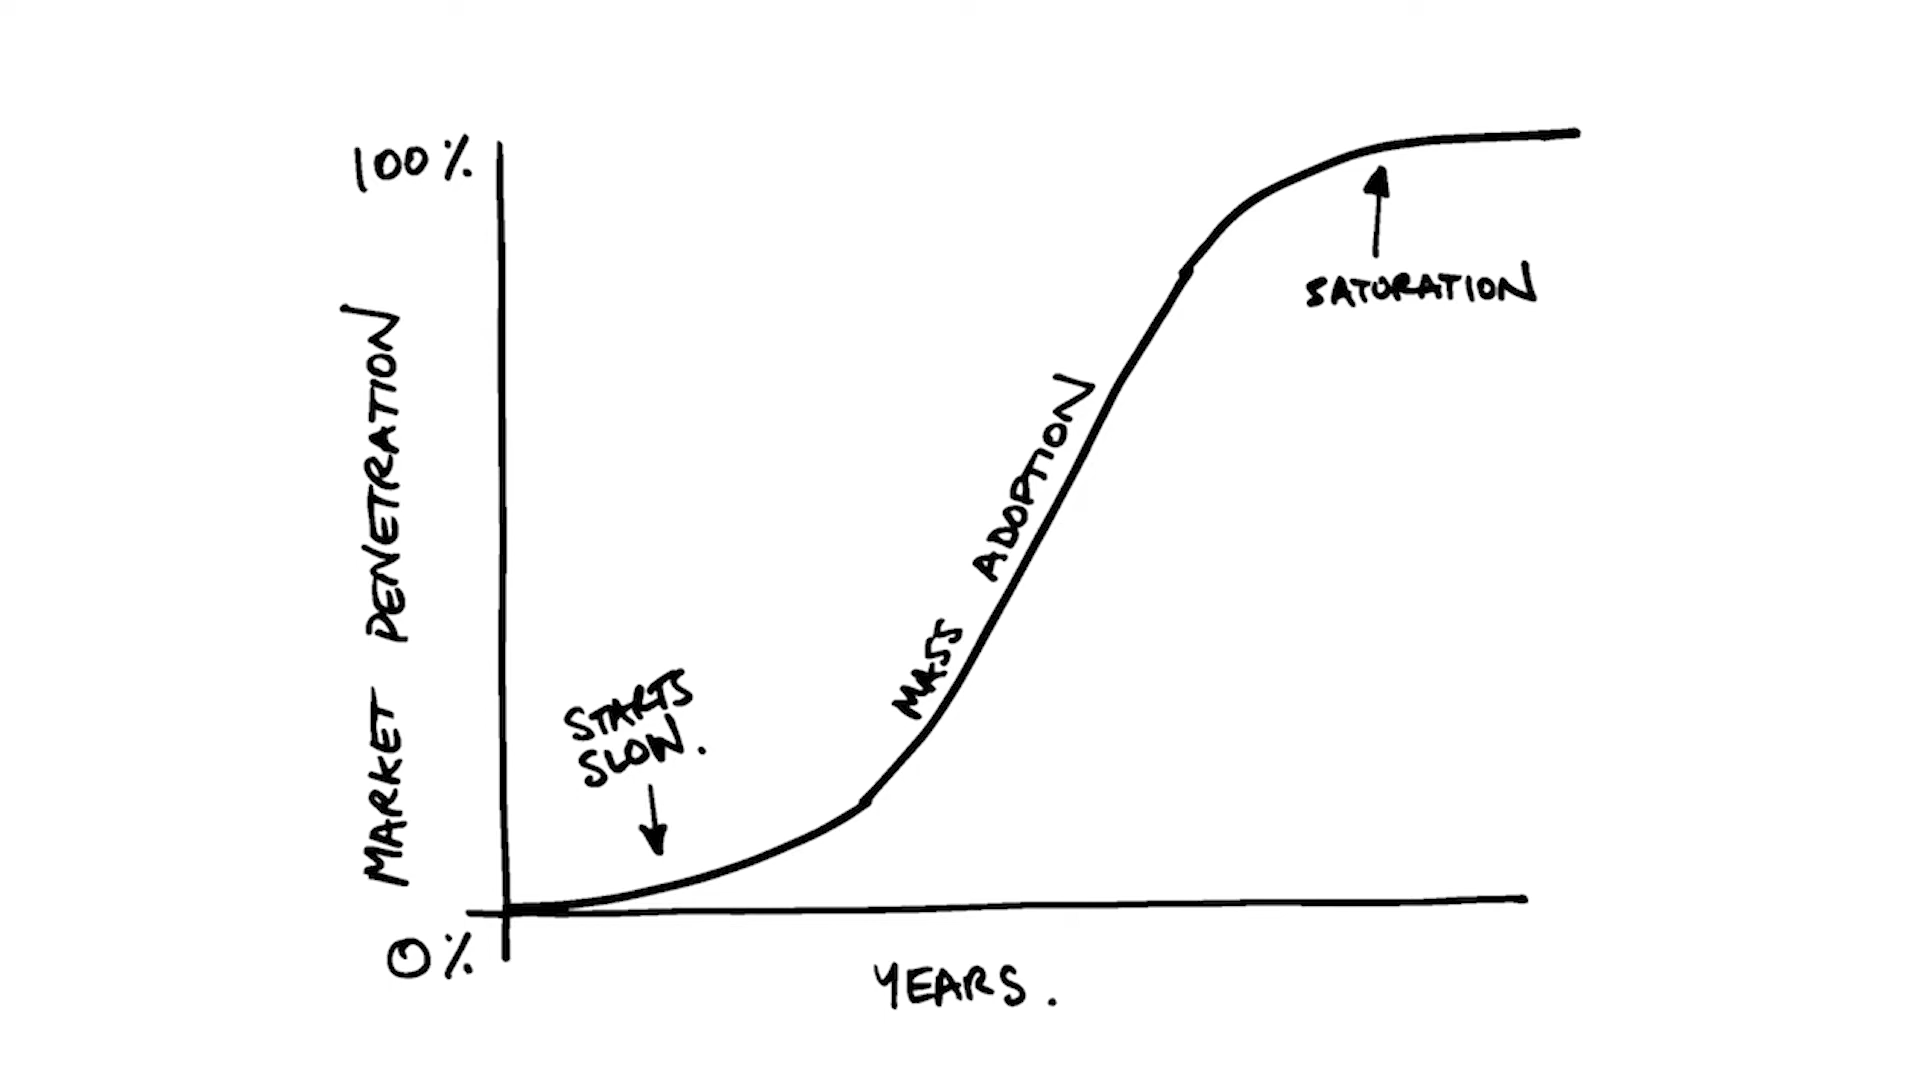 100%
MARKET PENETRATION
STARTS
SLOW.
MASS ADOPTION
SATURATION
0%
YEARS.